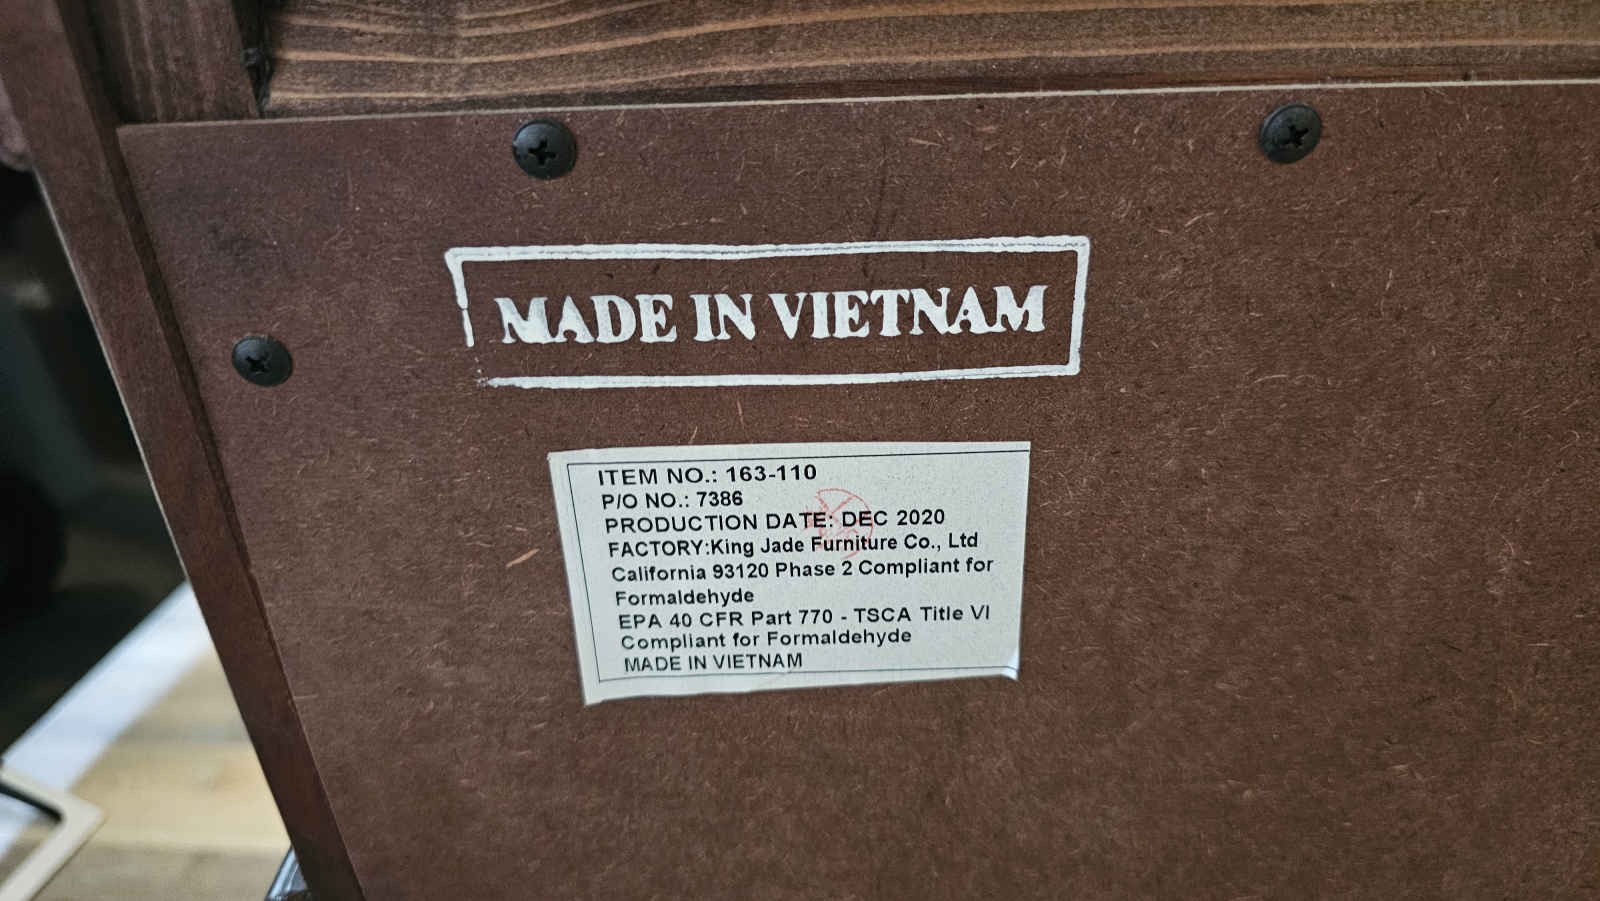 MADE IN VIETNAM
ITEM NO.: 163-110
P/O NO.: 7386
PRODUCTION DATE: DEC 2020
FACTORY:King Jade Furniture Co., Ltd
California 93120 Phase 2 Compliant for
Formaldehyde
EPA 40 CFR Part 770 - TSCA Title VI
Compliant for Formaldehyde
MADE IN VIETNAM